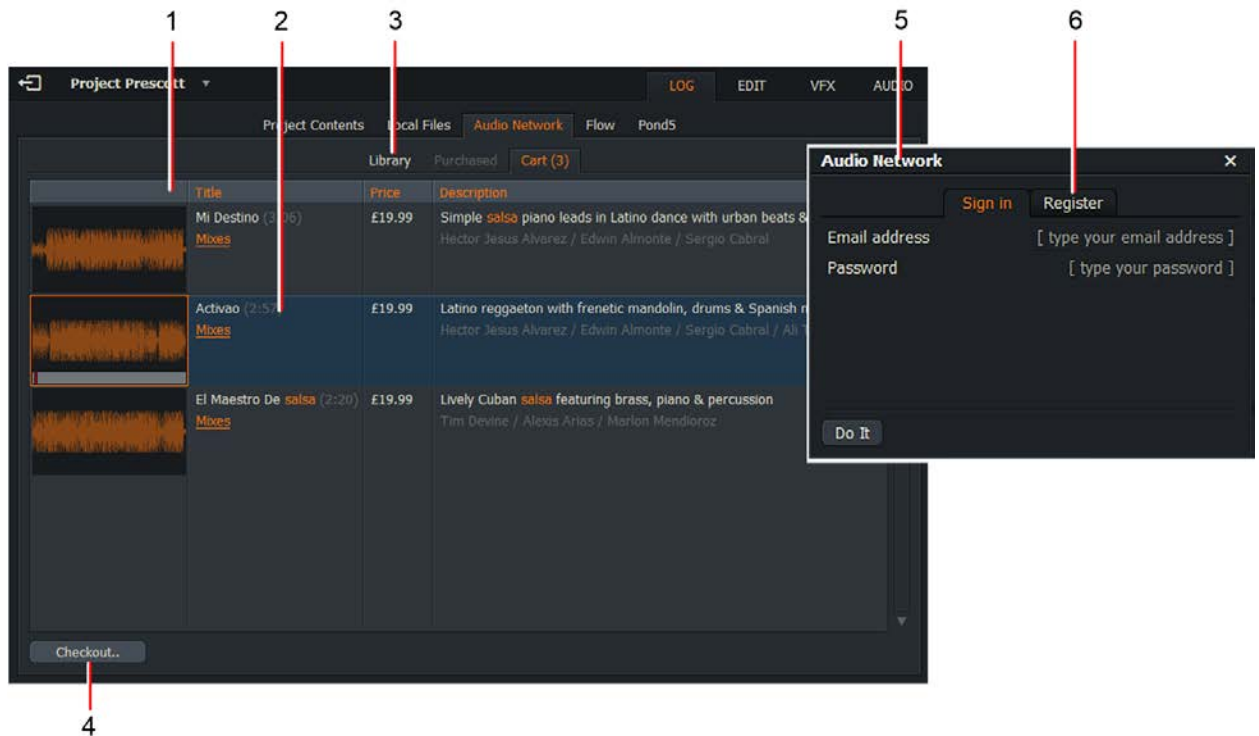 1 2 3 5 6
Project Prescott LOG EDIT VFX AUDIO
Project Contents Local Files Audio Network Flow Pond5
Library Purchased Cart (3)
Title Price Description
Mi Destino (3:06) £19.99 Simple salsa piano leads in Latino dance with urban beats &
Mixes Hector Jesus Alvarez / Edwin Almonte / Sergio Cabral
Activao (2:57) £19.99 Latino reggaeton with frenetic mandolin, drums & Spanish
Mixes Hector Jesus Alvarez / Edwin Almonte / Sergio Cabral / Ali
El Maestro De salsa (2:20) £19.99 Lively Cuban salsa featuring brass, piano & percussion
Mixes Tim Devine / Alexis Arias / Marlon Mendioroz
Checkout..
4
Audio Network
Sign in Register
Email address [ type your email address ]
Password [ type your password ]
Do It